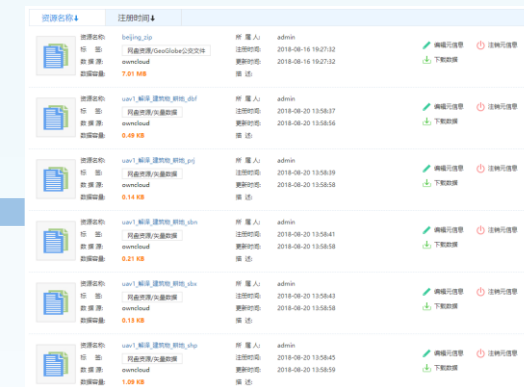 资源名称⬇ 注册时间⬇
资源名称: beijing_zip 所 属 人: admin
标 签: 网盘资源/GeoGlobe公交文件 注册时间: 2018-08-16 19:27:32 编辑元信息 注销元信息
数 据 源: owncloud 更新时间: 2018-08-16 19:27:32 下载数据
数据容量: 7.01 MB 描 述:
资源名称: uav1_解译_建筑物_耕地_dbf 所 属 人: admin
标 签: 网盘资源/矢量数据 注册时间: 2018-08-20 13:58:37 编辑元信息 注销元信息
数 据 源: owncloud 更新时间: 2018-08-20 13:58:56 下载数据
数据容量: 0.49 KB 描 述:
资源名称: uav1_解译_建筑物_耕地_prj 所 属 人: admin
标 签: 网盘资源/矢量数据 注册时间: 2018-08-20 13:58:39 编辑元信息 注销元信息
数 据 源: owncloud 更新时间: 2018-08-20 13:58:58 下载数据
数据容量: 0.14 KB 描 述:
资源名称: uav1_解译_建筑物_耕地_sbn 所 属 人: admin
标 签: 网盘资源/矢量数据 注册时间: 2018-08-20 13:58:41 编辑元信息 注销元信息
数 据 源: owncloud 更新时间: 2018-08-20 13:58:58 下载数据
数据容量: 0.21 KB 描 述:
资源名称: uav1_解译_建筑物_耕地_sbx 所 属 人: admin
标 签: 网盘资源/矢量数据 注册时间: 2018-08-20 13:58:43 编辑元信息 注销元信息
数 据 源: owncloud 更新时间: 2018-08-20 13:58:58 下载数据
数据容量: 0.13 KB 描 述:
资源名称: uav1_解译_建筑物_耕地_shp 所 属 人: admin
标 签: 网盘资源/矢量数据 注册时间: 2018-08-20 13:58:45 编辑元信息 注销元信息
数 据 源: owncloud 更新时间: 2018-08-20 13:58:59 下载数据
数据容量: 1.09 KB 描 述: